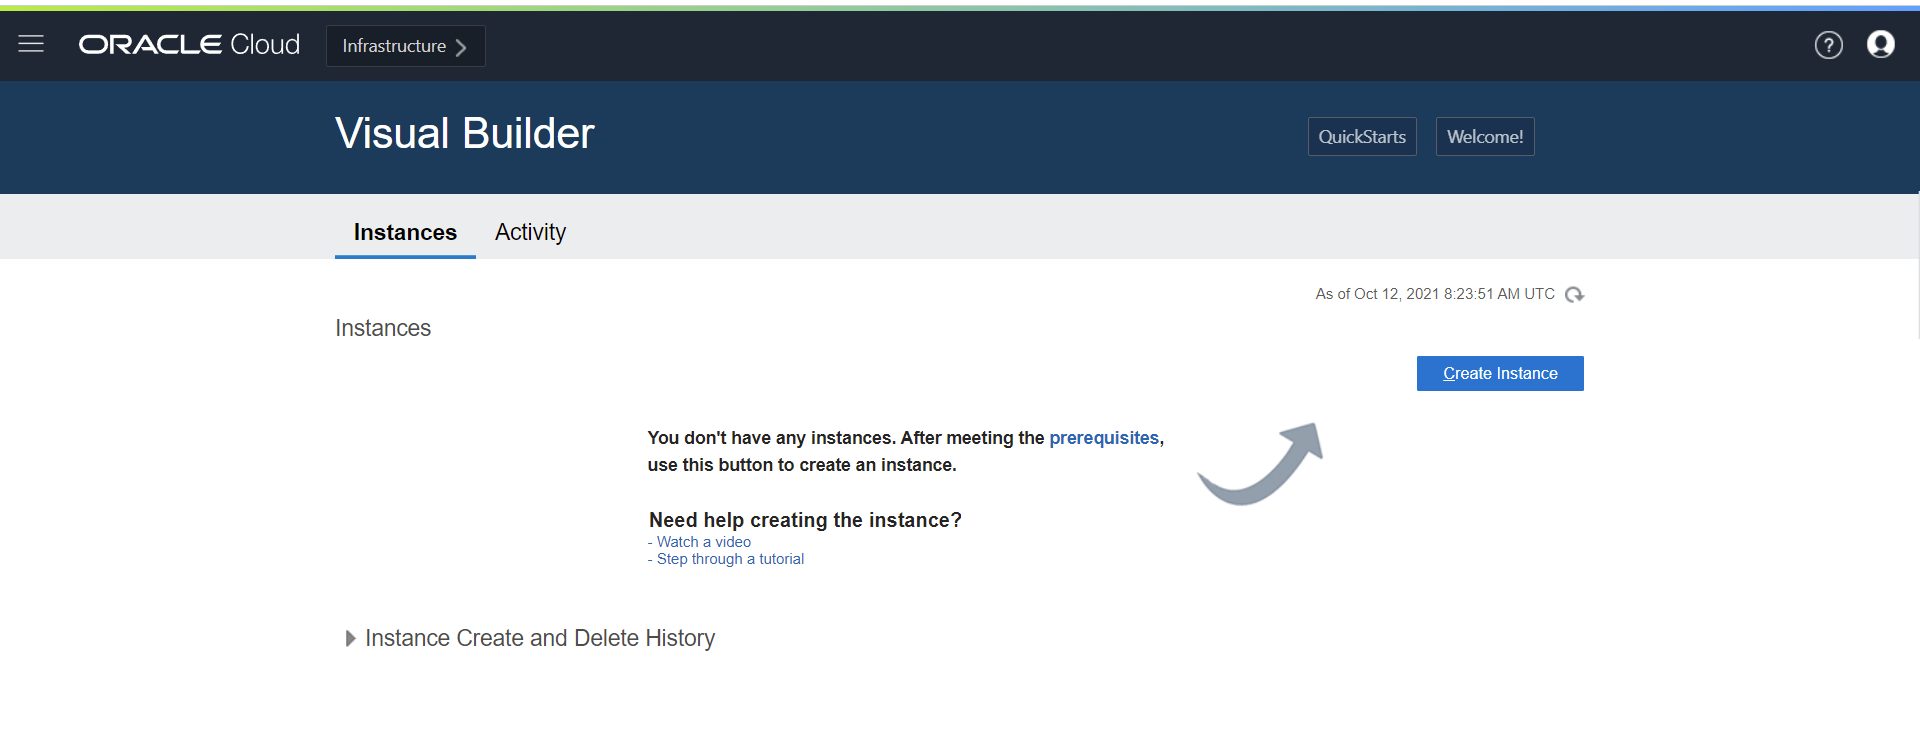 ORACLE Cloud Infrastructure
Visual Builder
QuickStarts Welcome!
Instances Activity
As of Oct 12, 2021 8:23:51 AM UTC
Instances
Create Instance
You don't have any instances. After meeting the prerequisites,
use this button to create an instance.
Need help creating the instance?
- Watch a video
- Step through a tutorial
Instance Create and Delete History